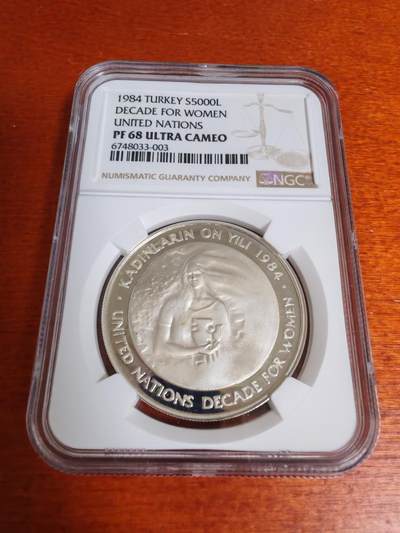 1984 TURKEY S5000L
DECADE FOR WOMEN
UNITED NATIONS
PF 68 ULTRA CAMEO
6748033-003
NUMISMATIC GUARANTY COMPANY
NGC
KADINLARIN ON YILI 1984
UNITED NATIONS DECADE FOR WOMEN